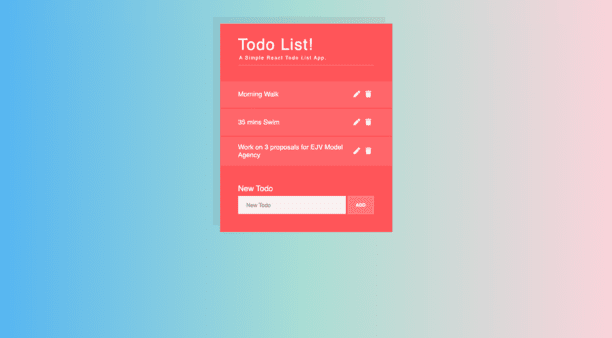 Todo List!
A Simple React Todo List App.
Morning Walk
35 mins Swim
Work on 3 proposals for EJV Model
Agency
New Todo
New Todo
ADD